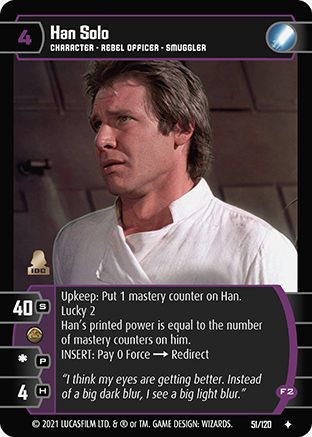 4
Han Solo
CHARACTER - REBEL OFFICER - SMUGGLER
IDC
40 S
* P
4 H
Upkeep: Put 1 mastery counter on Han.
Lucky 2
Han's printed power is equal to the number
of mastery counters on him.
INSERT: Pay 0 Force → Redirect
"I think my eyes are getting better. Instead
of a big dark blur, I see a big light blur."
F2
© 2021 LUCASFILM LTD. & ® or TM. GAME DESIGN: WIZARDS.
51/120